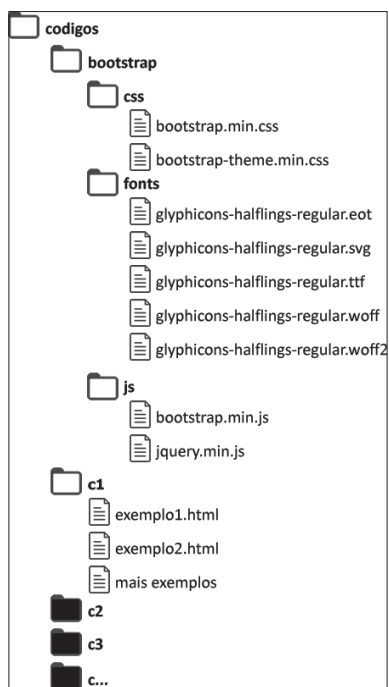 codigos
bootstrap
css
bootstrap.min.css
bootstrap-theme.min.css
fonts
glyphicons-halflings-regular.eot
glyphicons-halflings-regular.svg
glyphicons-halflings-regular.ttf
glyphicons-halflings-regular.woff
glyphicons-halflings-regular.woff2
js
bootstrap.min.js
jquery.min.js
c1
exemplo1.html
exemplo2.html
mais exemplos
c2
c3
c...